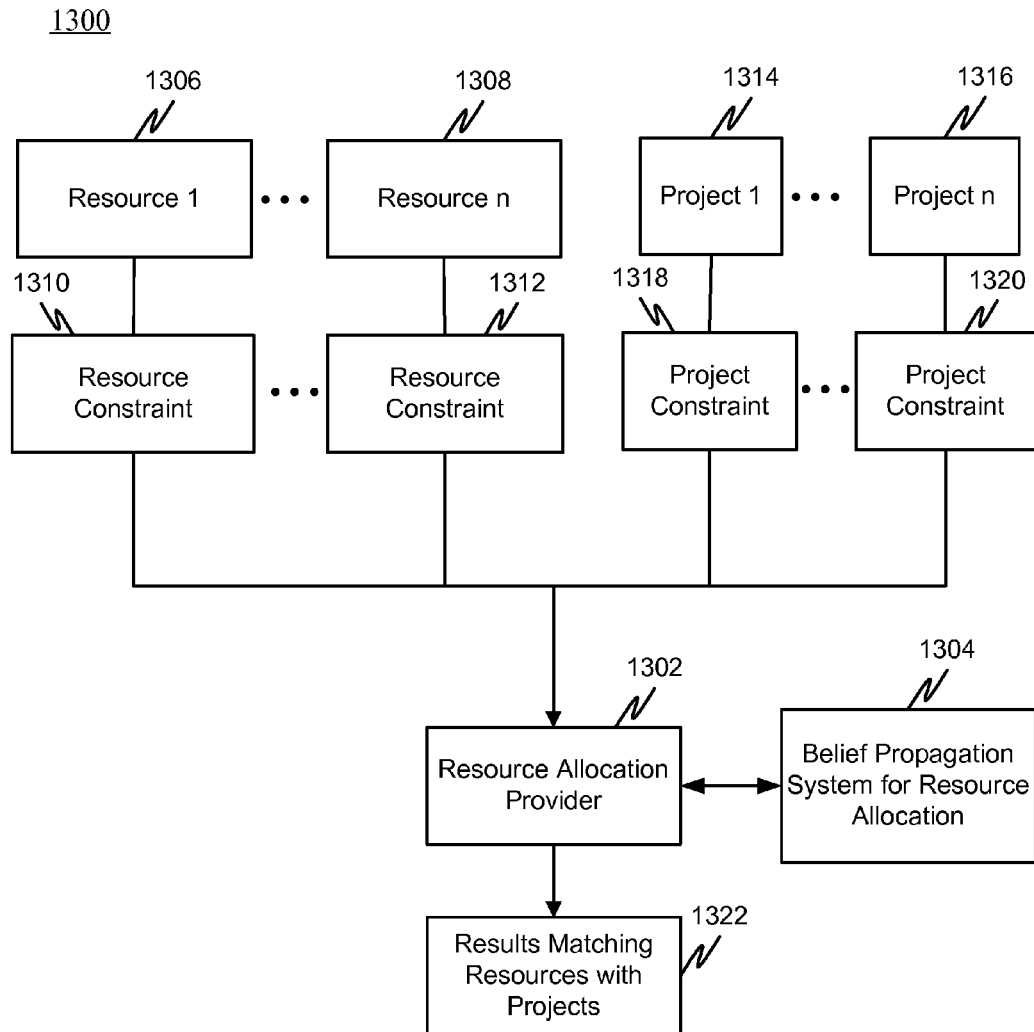 1300
1306
1308
1314
1316
Resource 1
• • •
Resource n
Project 1
• • •
Project n
1310
1312
1318
1320
Resource
Constraint
• • •
Resource
Constraint
Project
Constraint
• • •
Project
Constraint
1302
1304
Resource Allocation
Provider
Belief Propagation
System for Resource
Allocation
1322
Results Matching
Resources with
Projects